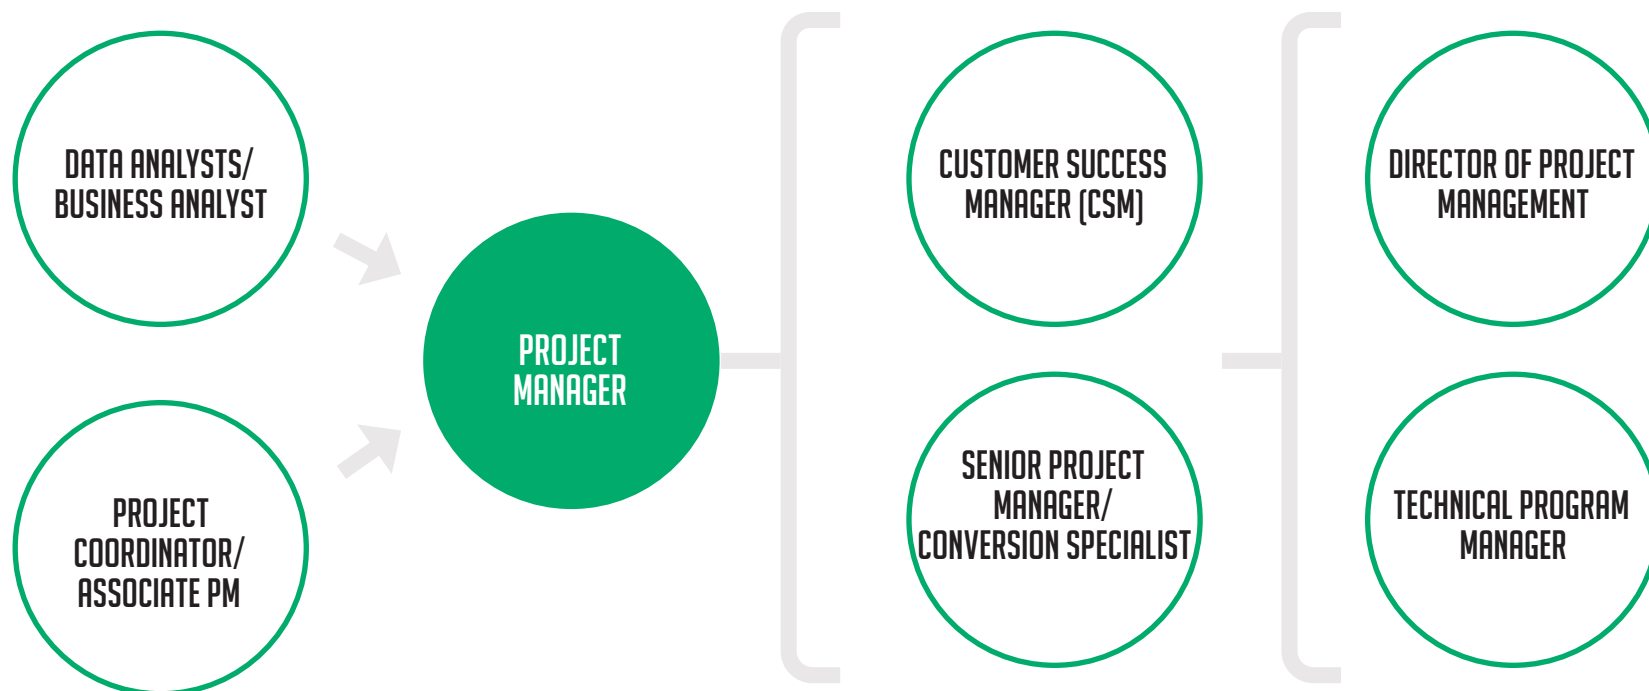 DATA ANALYSTS/
BUSINESS ANALYST
PROJECT
COORDINATOR/
ASSOCIATE PM
PROJECT
MANAGER
CUSTOMER SUCCESS
MANAGER (CSM)
SENIOR PROJECT
MANAGER/
CONVERSION SPECIALIST
DIRECTOR OF PROJECT
MANAGEMENT
TECHNICAL PROGRAM
MANAGER